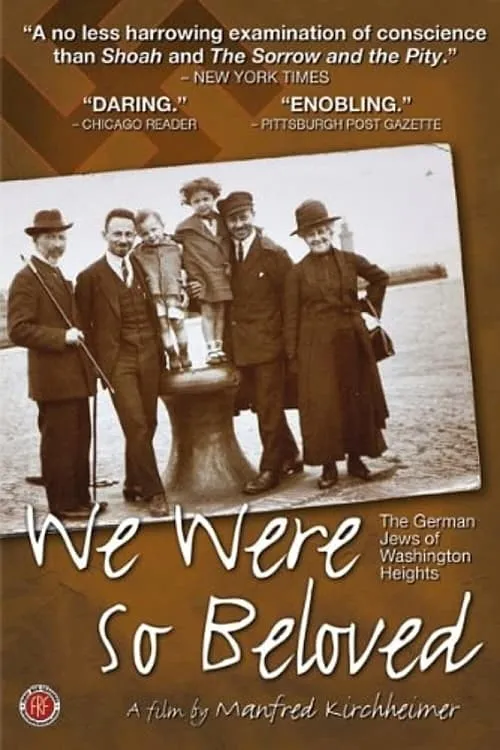 “A no less harrowing examination of conscience
than Shoah and The Sorrow and the Pity.”
– NEW YORK TIMES
“DARING.”
– CHICAGO READER
“ENOBLING.”
– PITTSBURGH POST GAZETTE
We Were
So Beloved
The German
Jews of
Washington
Heights
A film by Manfred Kirchheimer
FRF